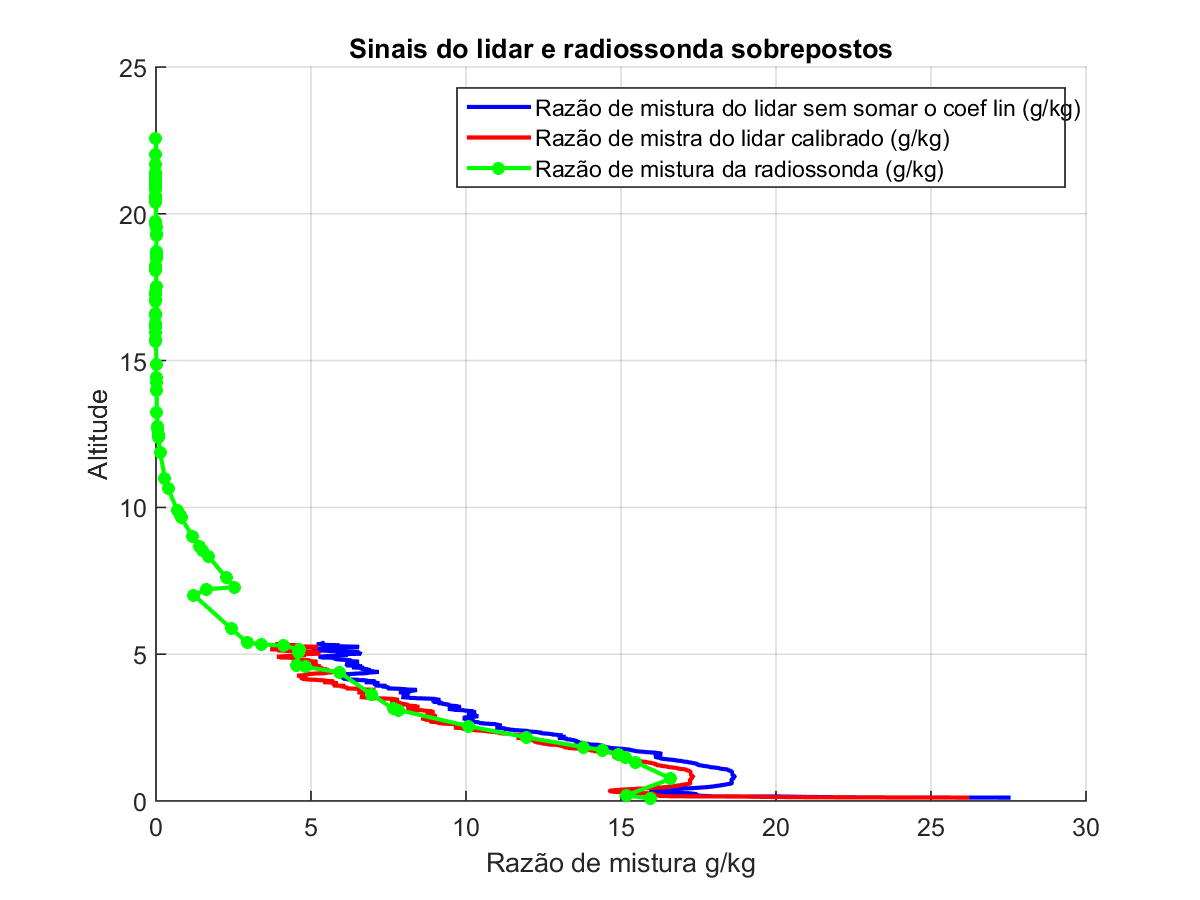 Sinais do lidar e radiossonda sobrepostos
25
Razão de mistura do lidar sem somar o coef lin (g/kg)
Razão de mistra do lidar calibrado (g/kg)
Razão de mistura da radiossonda (g/kg)
20
15
Altitude
10
5
0
0 5 10 15 20 25 30
Razão de mistura g/kg